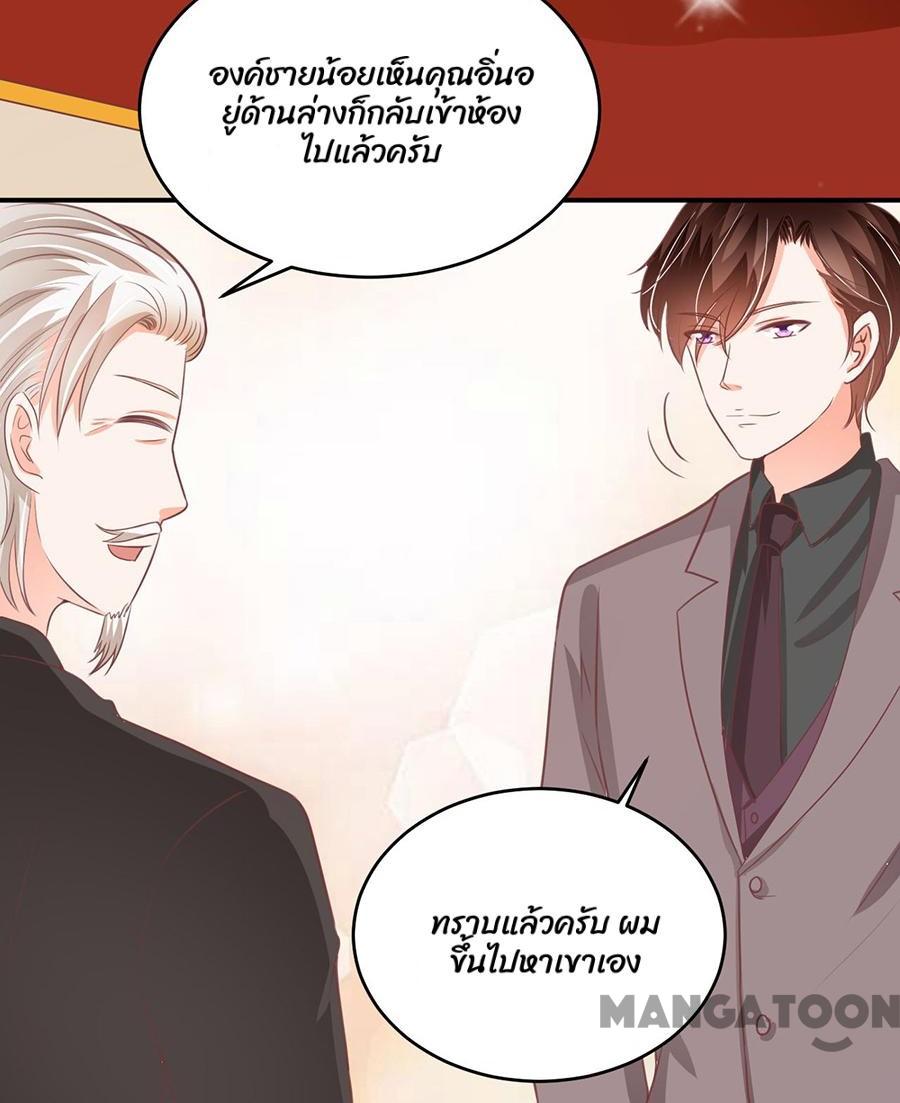 องค์ชายน้อยเห็นคุณอิ่นอ
ยู่ด้านล่างก็กลับเข้าห้อง
ไปแล้วครับ
ทราบแล้วครับ ผม
ขึ้นไปหาเขาเอง
MANGATOON